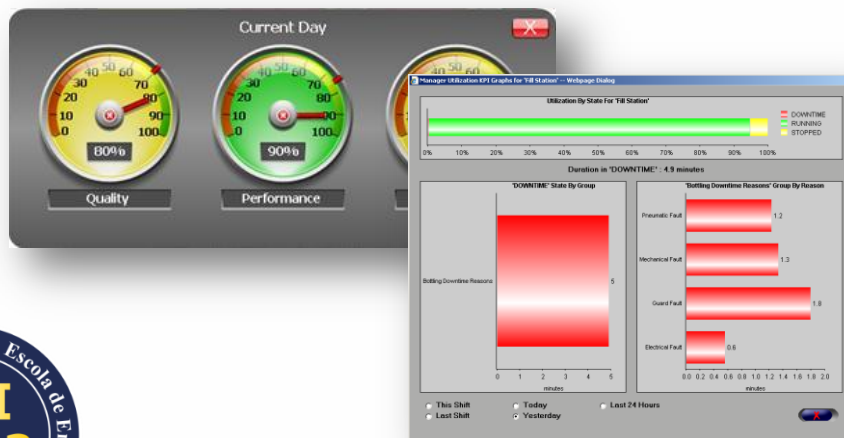 Current Day
X
0 10 20 30 40 50 60 70 80 90 100
80%
Quality
0 10 20 30 40 50 60 70 80 90 100
90%
Performance
0 10 20 30 40 50 60
Manager Utilization KPI Graphs for 'Fill Station' -- Webpage Dialog
Utilization By State For 'Fill Station'
DOWNTIME
RUNNING
STOPPED
0% 10% 20% 30% 40% 50% 60% 70% 80% 90% 100%
Duration in 'DOWNTIME' : 4.9 minutes
'DOWNTIME' State By Group
Bottling Downtime Reasons
5
0 1 2 3 4 5
minutes
'Bottling Downtime Reasons' Group By Reason
Pneumatic Fault 1.2
Mechanical Fault 1.3
Guard Fault 1.8
Electrical Fault 0.6
0.0 0.2 0.4 0.6 0.8 1.0 1.2 1.4 1.6 1.8 2.0
minutes
This Shift Today Last 24 Hours
Last Shift Yesterday
X
Escola de